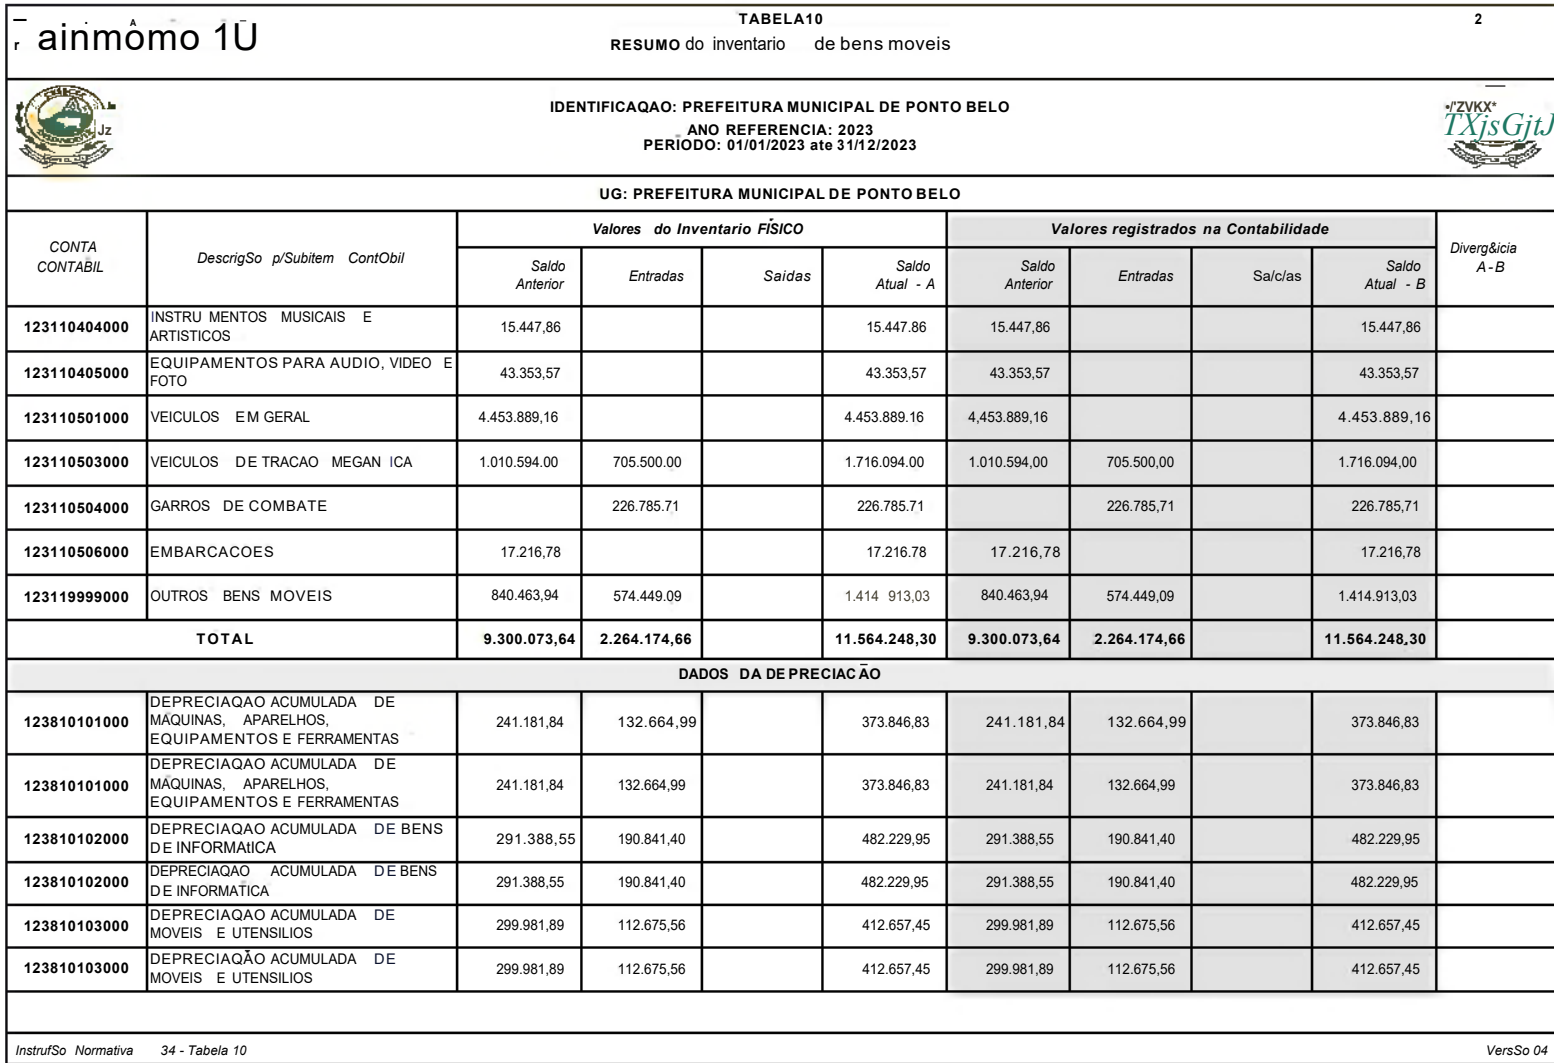 r ainmômo 1U
TABELA10
2
RESUMO do inventario de bens moveis
IDENTIFICAQAO: PREFEITURA MUNICIPAL DE PONTO BELO
ANO REFERENCIA: 2023
PERIODO: 01/01/2023 ate 31/12/2023
Jz
•/'ZVKX*
TXjsGjtJ
UG: PREFEITURA MUNICIPAL DE PONTO BELO
CONTA CONTABIL
DescrigSo p/Subitem ContObil
Valores do Inventario FÍSICO
Valores registrados na Contabilidade
Diverg&icia A-B
Saldo Anterior Entradas Saidas Saldo Atual - A Saldo Anterior Entradas Sa/c/as Saldo Atual - B
123110404000 INSTRU MENTOS MUSICAIS E ARTISTICOS 15.447,86 15.447.86 15.447,86 15.447,86
123110405000 EQUIPAMENTOS PARA AUDIO, VIDEO E FOTO 43.353,57 43.353,57 43.353,57 43.353,57
123110501000 VEICULOS EM GERAL 4.453.889,16 4.453.889.16 4,453.889,16 4.453.889,16
123110503000 VEICULOS DE TRACAO MEGAN ICA 1.010.594.00 705.500.00 1.716.094.00 1.010.594,00 705.500,00 1.716.094,00
123110504000 GARROS DE COMBATE 226.785.71 226.785.71 226.785,71 226.785,71
123110506000 EMBARCACOES 17.216,78 17.216.78 17.216,78 17.216,78
123119999000 OUTROS BENS MOVEIS 840.463,94 574.449.09 1.414 913,03 840.463,94 574.449,09 1.414.913,03
TOTAL 9.300.073,64 2.264.174,66 11.564.248,30 9.300.073,64 2.264.174,66 11.564.248,30
DADOS DA DEPRECIACÃO
123810101000 DEPRECIAQAO ACUMULADA DE MAQUINAS, APARELHOS, EQUIPAMENTOS E FERRAMENTAS 241.181,84 132.664,99 373.846,83 241.181,84 132.664,99 373.846,83
123810101000 DEPRECIAQAO ACUMULADA DE MAQUINAS, APARELHOS, EQUIPAMENTOS E FERRAMENTAS 241.181,84 132.664,99 373.846,83 241.181,84 132.664,99 373.846,83
123810102000 DEPRECIAQAO ACUMULADA DE BENS DE INFORMAtICA 291.388,55 190.841,40 482.229,95 291.388,55 190.841,40 482.229,95
123810102000 DEPRECIAQAO ACUMULADA DE BENS DE INFORMATICA 291.388,55 190.841,40 482.229,95 291.388,55 190.841,40 482.229,95
123810103000 DEPRECIAQAO ACUMULADA DE MOVEIS E UTENSILIOS 299.981,89 112.675,56 412.657,45 299.981,89 112.675,56 412.657,45
123810103000 DEPRECIAQÃO ACUMULADA DE MOVEIS E UTENSILIOS 299.981,89 112.675,56 412.657,45 299.981,89 112.675,56 412.657,45
InstrufSo Normativa 34 - Tabela 10
VersSo 04